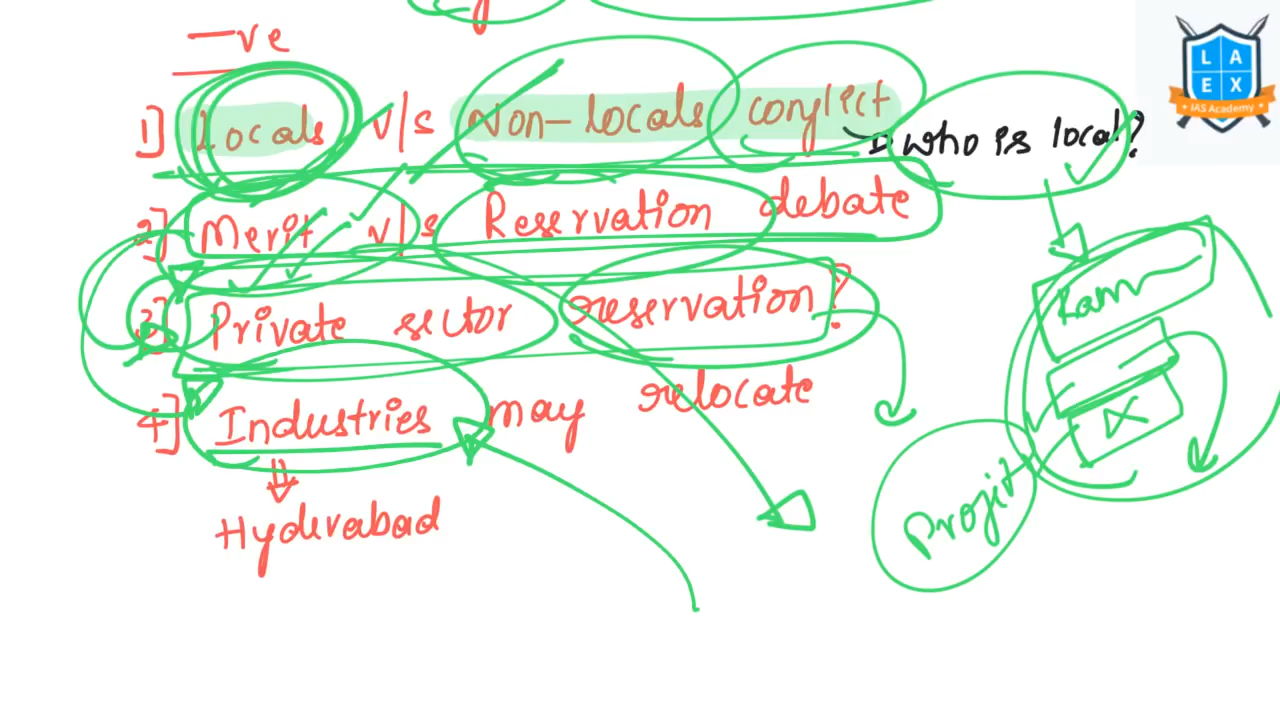 -ve
1] Locals v/s Non-locals conflict → who is local?
2] Merit v/s Reservation debate
3] Private sector reservation?
4] Industries may relocate
Hyderabad
Projit
LAEX
IAS Academy